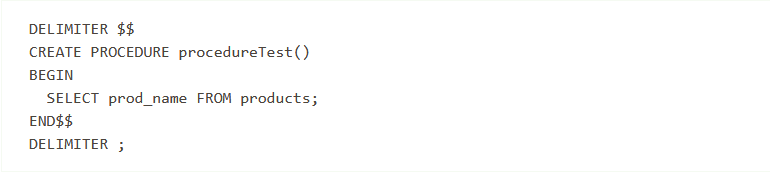 DELIMITER $$
CREATE PROCEDURE procedureTest()
BEGIN
  SELECT prod_name FROM products;
END$$
DELIMITER ;